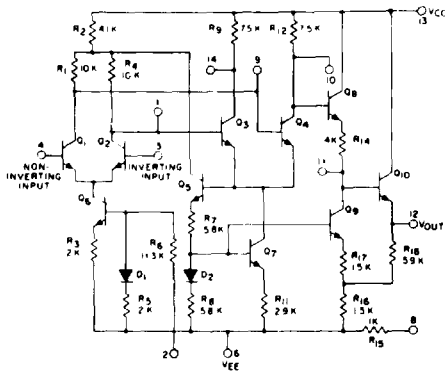 R2 4.1K
R9 7.5K
R12 7.5K
VCC
13
R1 10K
R4 10K
14
9
10
Q8
1
4K R14
4
Q1
Q2
3
Q3
Q4
11
Q10
NON-
INVERTING
INPUT
INVERTING
INPUT
Q5
Q6
R7
5.8K
Q9
12
VOUT
Q7
R3
2K
R6
11.3K
D1
D2
R17
1.5K
R18
5.9K
R5
2K
R8
5.8K
R11
2.9K
R16
1.5K
1K
R15
8
2
6
VEE